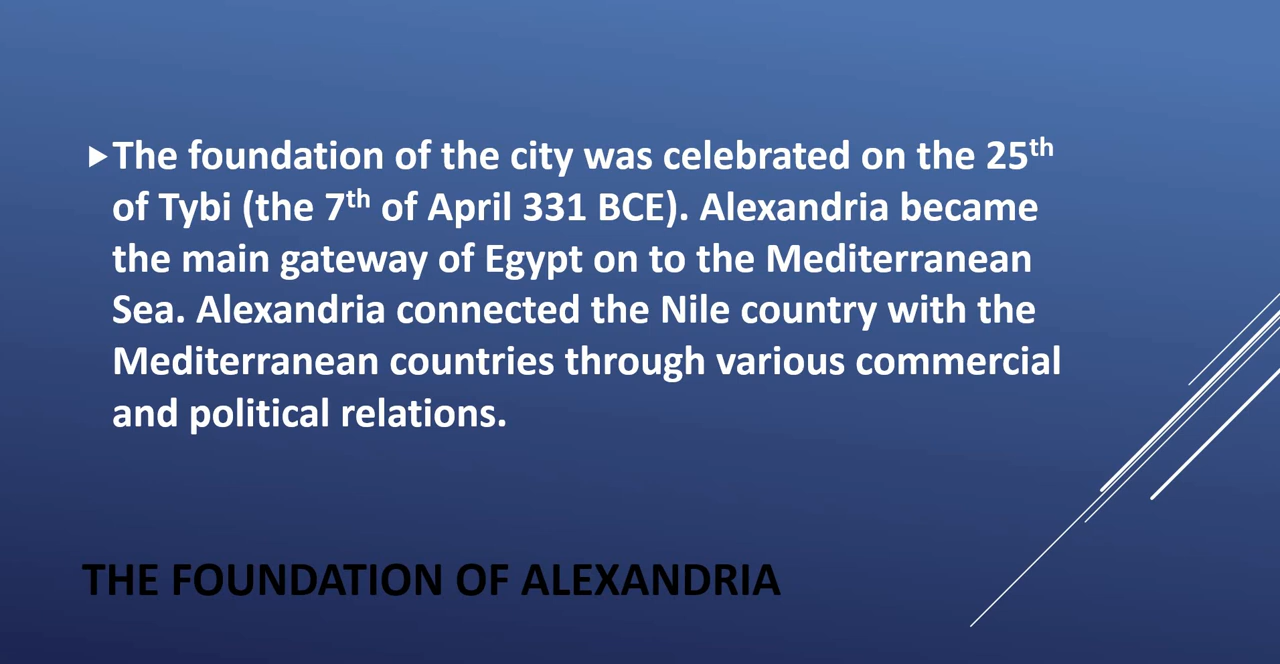 The foundation of the city was celebrated on the 25th
of Tybi (the 7th of April 331 BCE). Alexandria became
the main gateway of Egypt on to the Mediterranean
Sea. Alexandria connected the Nile country with the
Mediterranean countries through various commercial
and political relations.
THE FOUNDATION OF ALEXANDRIA